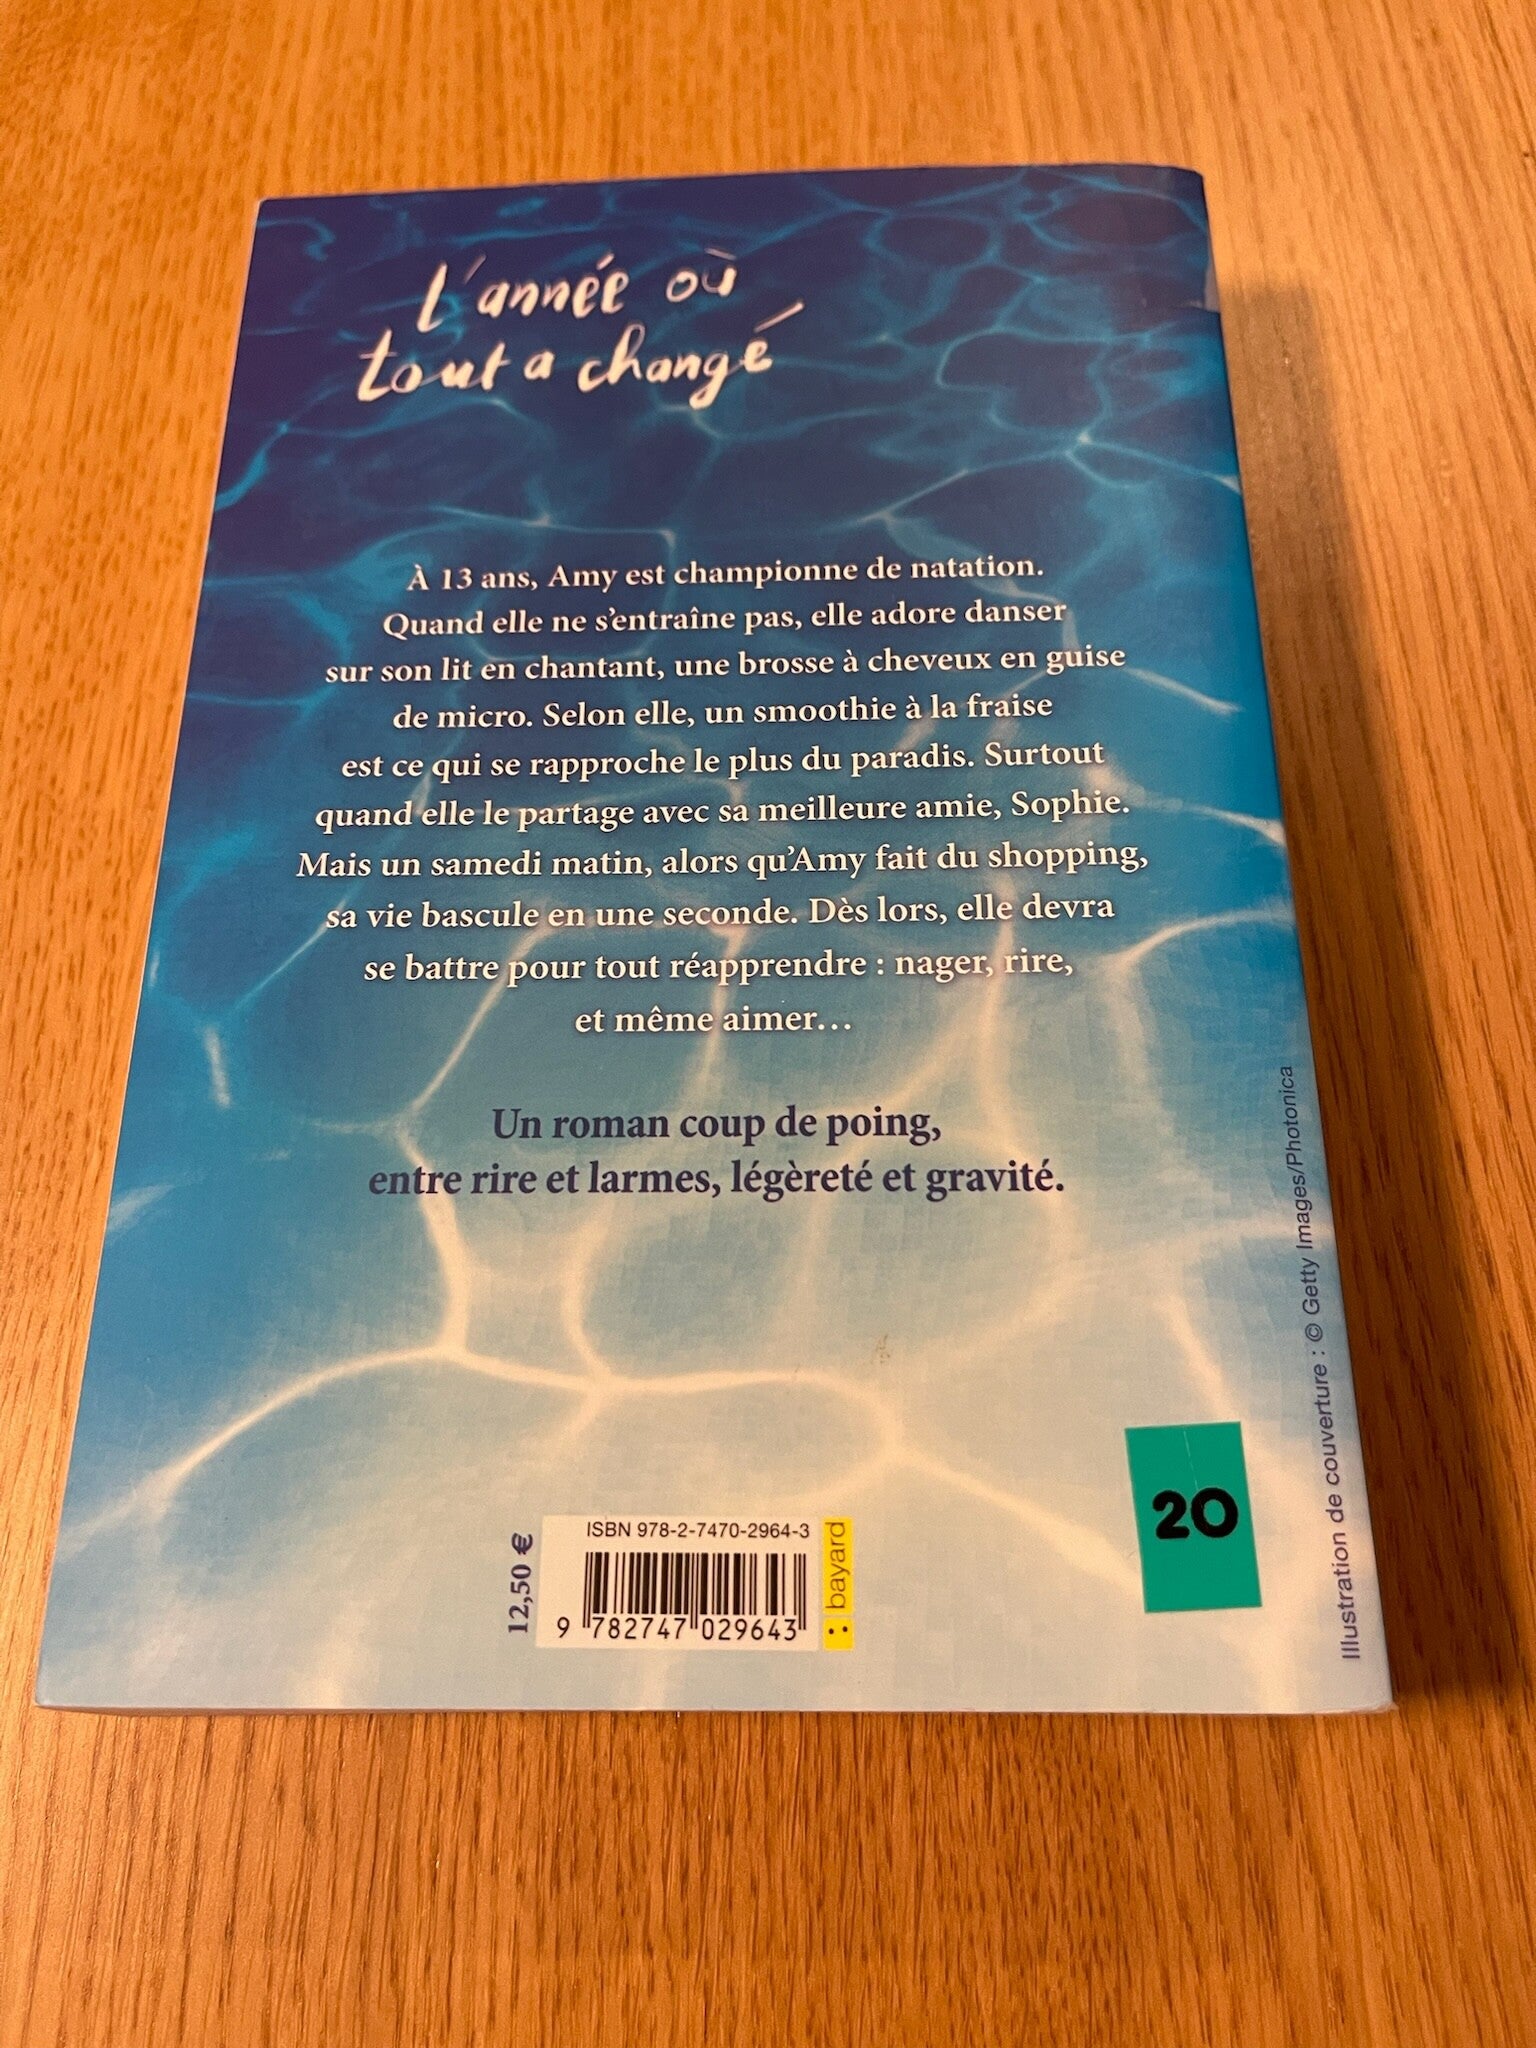 l'année où
tout a changé
À 13 ans, Amy est championne de natation.
Quand elle ne s'entraîne pas, elle adore danser
sur son lit en chantant, une brosse à cheveux en guise
de micro. Selon elle, un smoothie à la fraise
est ce qui se rapproche le plus du paradis. Surtout
quand elle le partage avec sa meilleure amie, Sophie.
Mais un samedi matin, alors qu'Amy fait du shopping,
sa vie bascule en une seconde. Dès lors, elle devra
se battre pour tout réapprendre : nager, rire,
et même aimer…
Un roman coup de poing,
entre rire et larmes, légèreté et gravité.
Illustration de couverture : © Getty Images/Photonica
20
12,50 €
ISBN 978-2-7470-2964-3
9 782747 029643
bayard